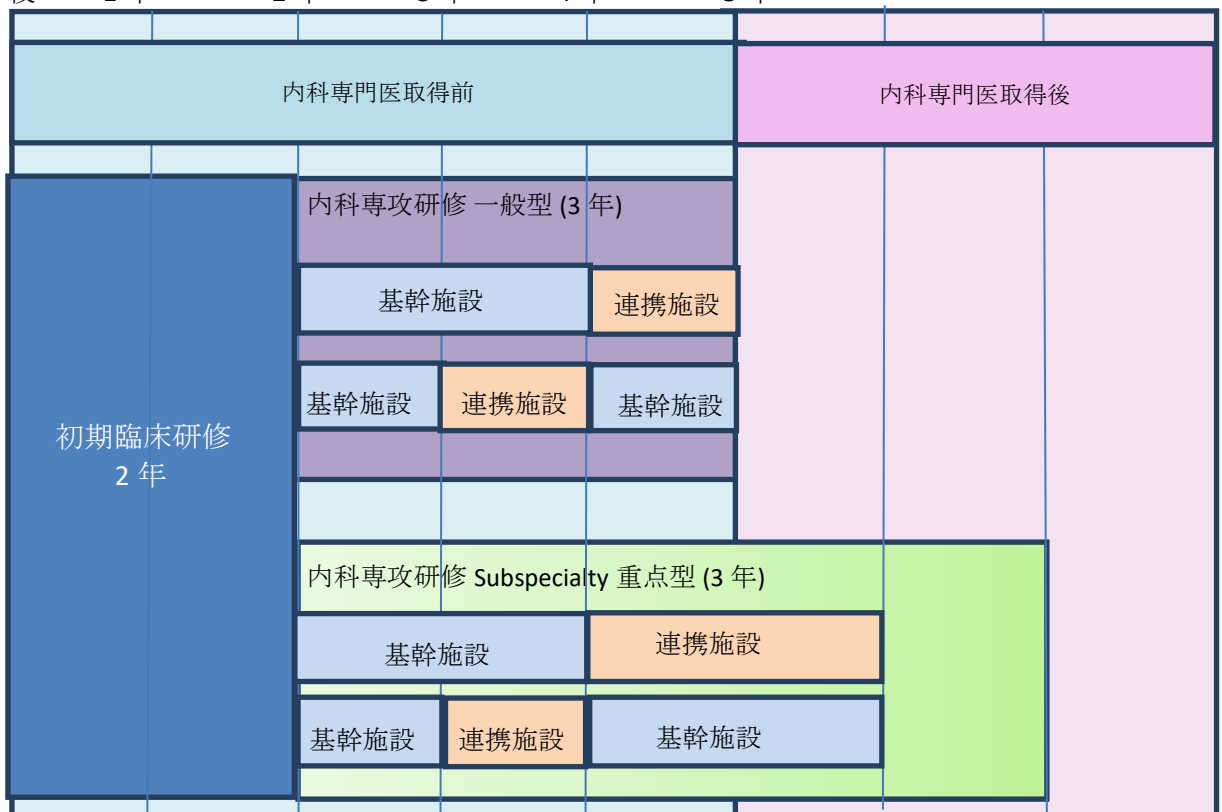 内科専門医取得前
内科専門医取得後
内科専攻研修 一般型 (3 年)
基幹施設
連携施設
基幹施設
連携施設
基幹施設
初期臨床研修
2 年
内科専攻研修 Subspecialty 重点型 (3 年)
基幹施設
連携施設
基幹施設
連携施設
基幹施設